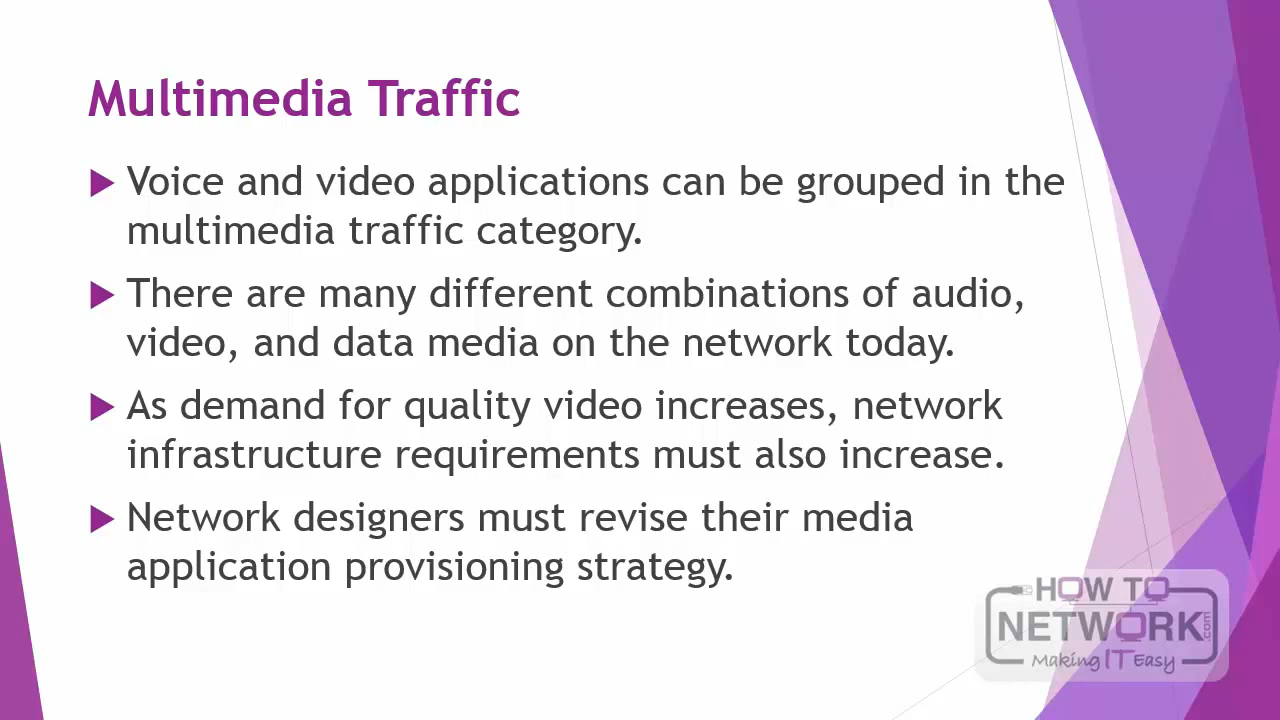 Multimedia Traffic
Voice and video applications can be grouped in the
multimedia traffic category.
There are many different combinations of audio,
video, and data media on the network today.
As demand for quality video increases, network
infrastructure requirements must also increase.
Network designers must revise their media
application provisioning strategy.
HOW TO
NETWORK.com
Making IT Easy